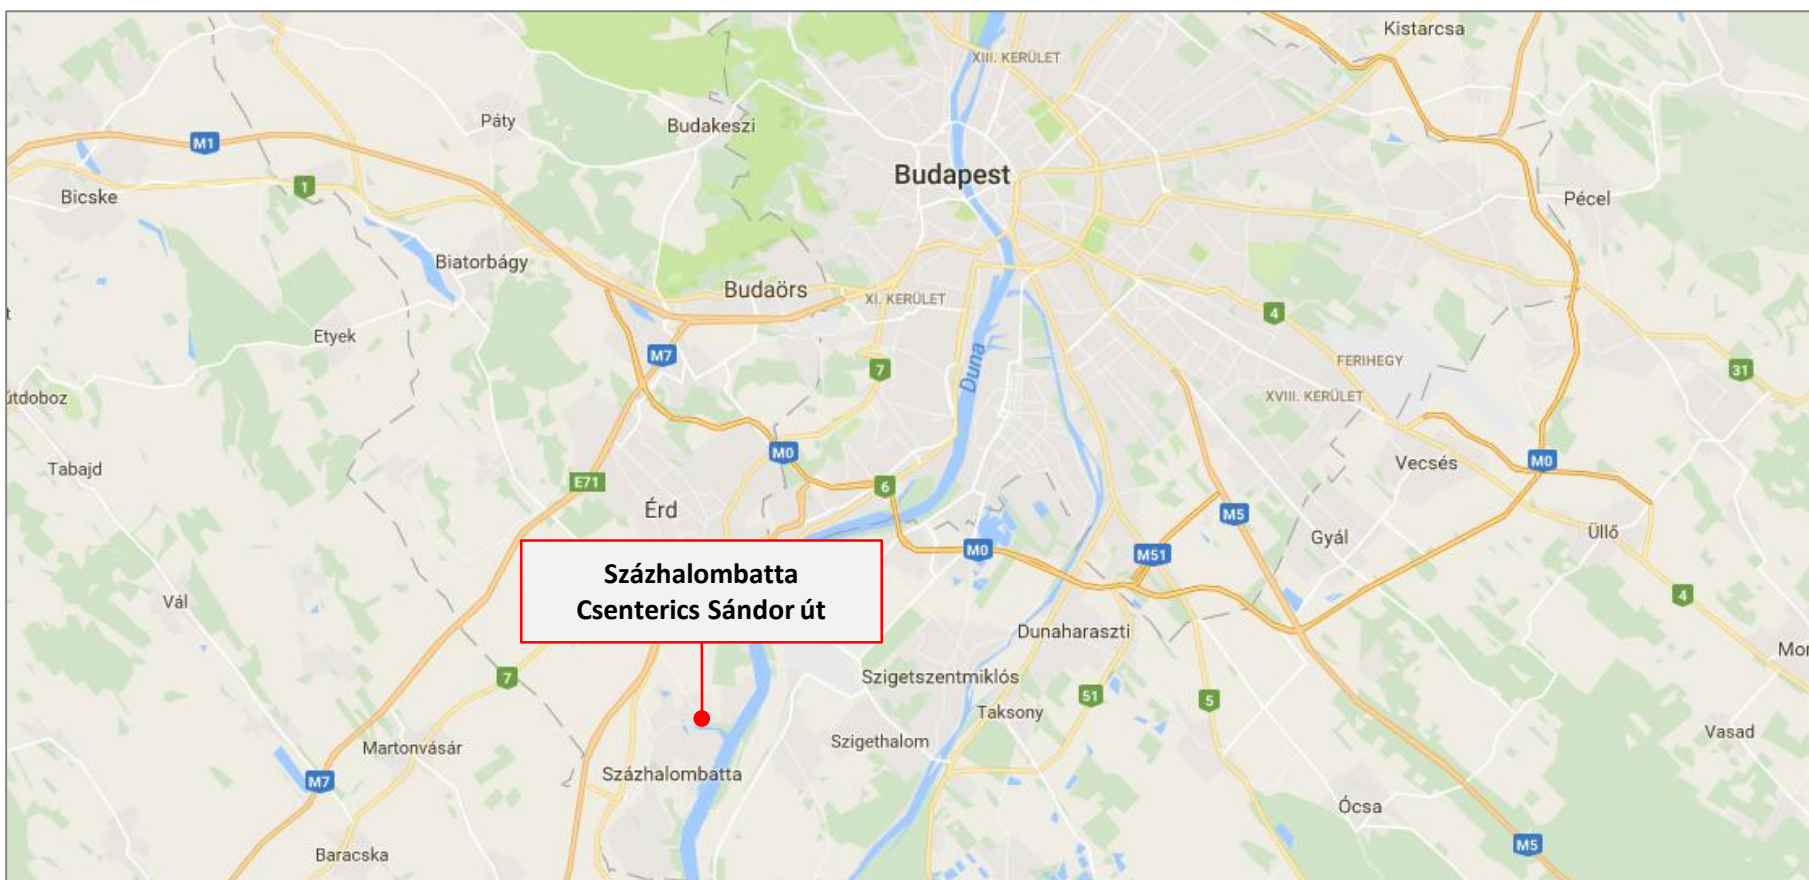 Kistarcsa
XIII. KERÜLET
Páty
Budakeszi
M1
Budapest
1
Bicske
Pécel
Biatorbágy
Budaörs
XI. KERÜLET
4
Etyek
Duna
M7
7
FERIHEGY
31
XVIII. KERÜLET
útdoboz
M0
Vecsés
M0
Tabajd
E71
6
Érd
M5
Gyál
Üllő
M0
M51
Százhalombatta
Csenterics Sándor út
Vál
4
Dunaharaszti
Mor
7
Szigetszentmiklós
51
5
Taksony
Vasad
Martonvásár
Szigethalom
M7
Százhalombatta
Ócsa
Baracska
M5